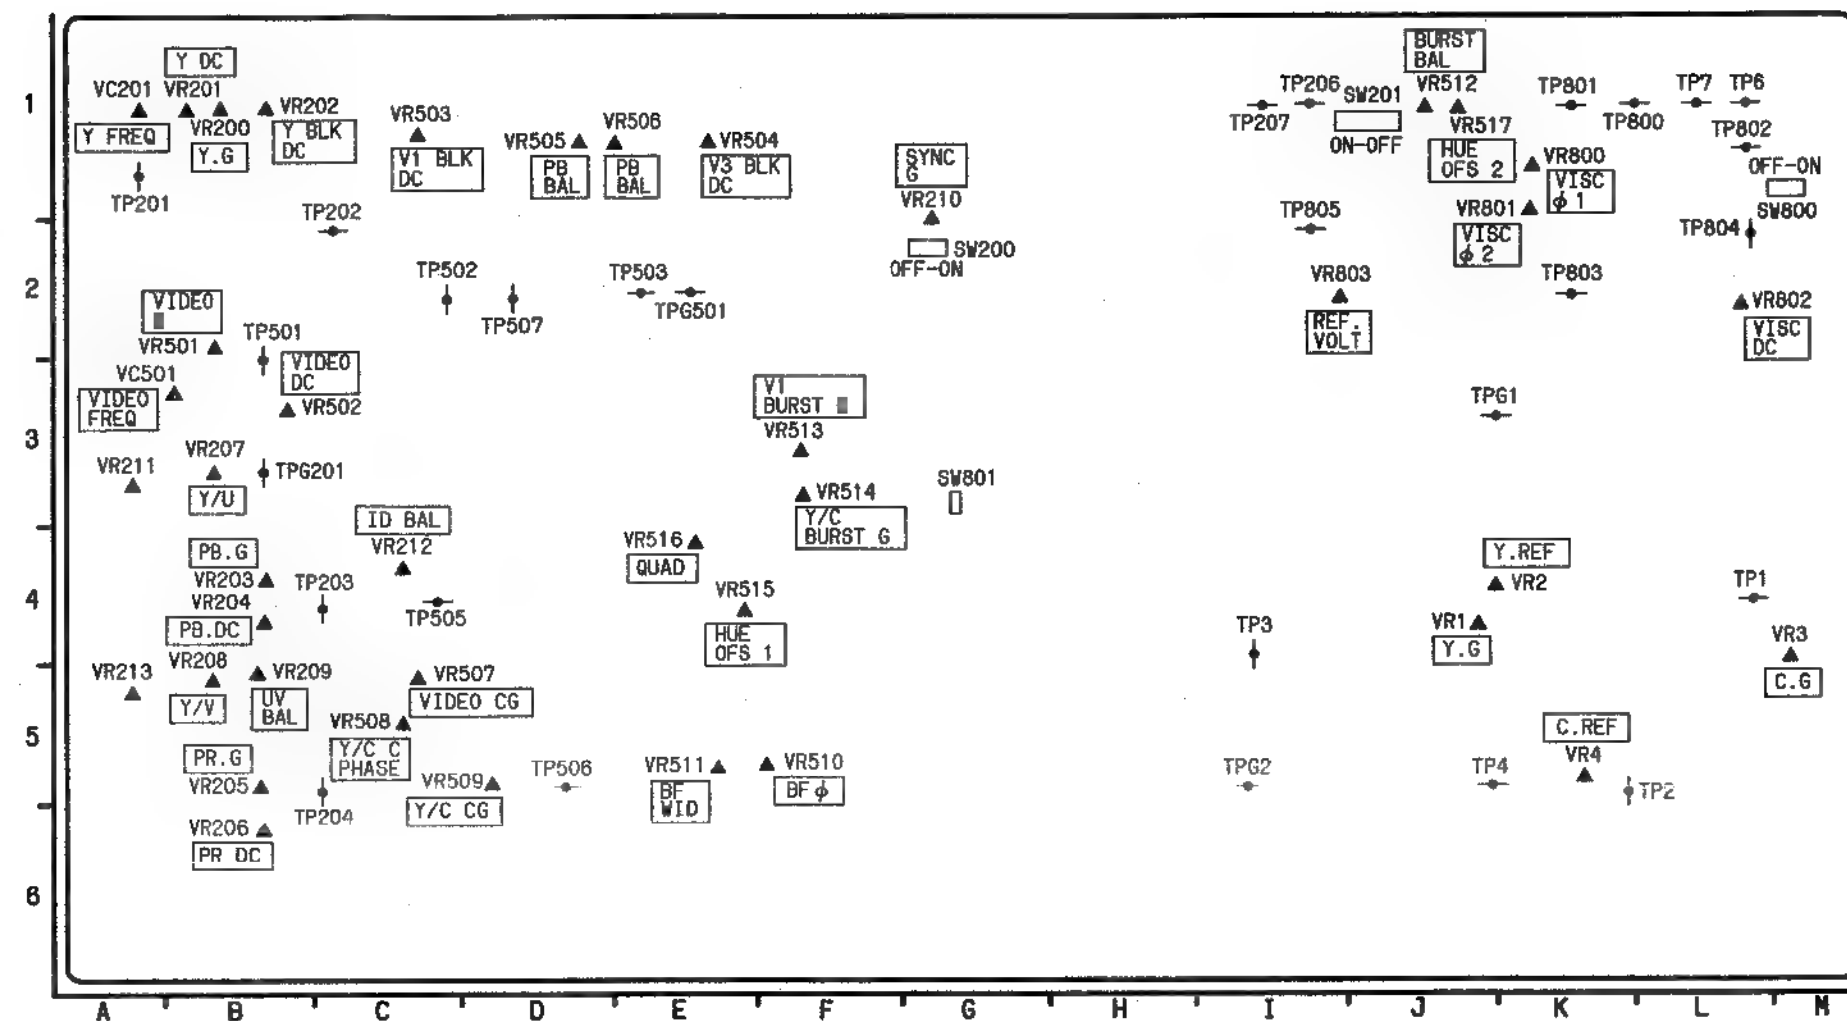 Y DC
BURST
BAL
VC201 VR201
VR202
VR503
VR506
TP206
SW201
VR512
TP801
TP7
TP6
1
Y FREQ
VR200
Y.G
Y BLK
DC
VR505
VR504
TP207
ON-OFF
VR517
TP800
TP802
V1 BLK
DC
PB
BAL
PB
BAL
V3 BLK
DC
SYNC
G
HUE
OFS 2
VR800
VISC
ϕ 1
OFF-ON
SW800
TP201
TP202
VR210
TP805
VR801
VISC
ϕ 2
TP804
SW200
OFF-ON
TP502
TP503
VR803
TP803
2
VIDEO
TP507
TPG501
VR802
REF.
VOLT
VISC
DC
VR501
TP501
VC501
VIDEO
DC
VIDEO
FREQ
VR502
V1
BURST
TPG1
3
VR513
VR211
VR207
TPG201
Y/U
VR514
Y/C
BURST G
SW801
ID BAL
VR212
PB.G
VR516
QUAD
Y.REF
VR203
TP203
VR2
TP1
4
VR204
PB.DC
TP505
VR515
HUE
OFS 1
TP3
VR1
Y.G
VR3
C.G
VR213
VR208
VR209
Y/V
UV
BAL
VR507
VIDEO CG
VR508
Y/C C
PHASE
C.REF
5
PR.G
VR205
VR509
Y/C CG
TP506
VR511
BF
WID
VR510
BF ϕ
TPG2
TP4
VR4
TP2
TP204
VR206
PR DC
6
A B C D E F G H I J K L M